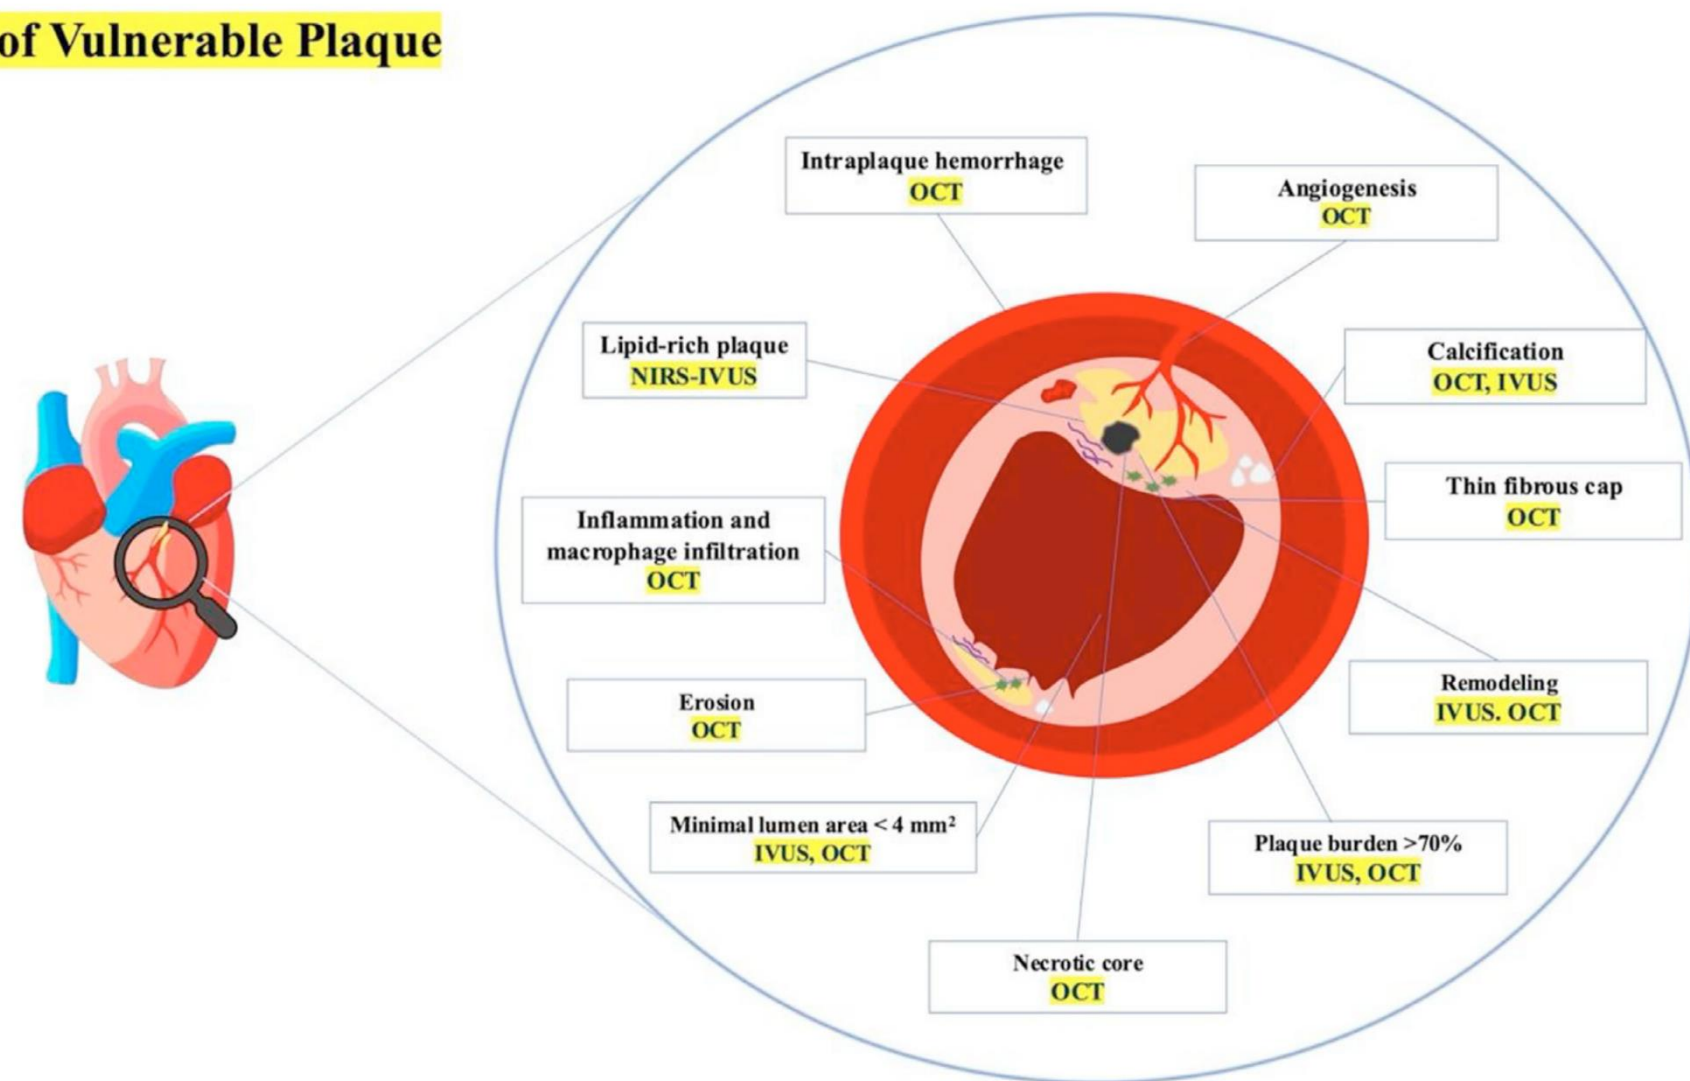 of Vulnerable Plaque
Intraplaque hemorrhage
OCT
Angiogenesis
OCT
Lipid-rich plaque
NIRS-IVUS
Calcification
OCT, IVUS
Thin fibrous cap
OCT
Inflammation and
macrophage infiltration
OCT
Remodeling
IVUS. OCT
Erosion
OCT
Minimal lumen area < 4 mm²
IVUS, OCT
Plaque burden >70%
IVUS, OCT
Necrotic core
OCT